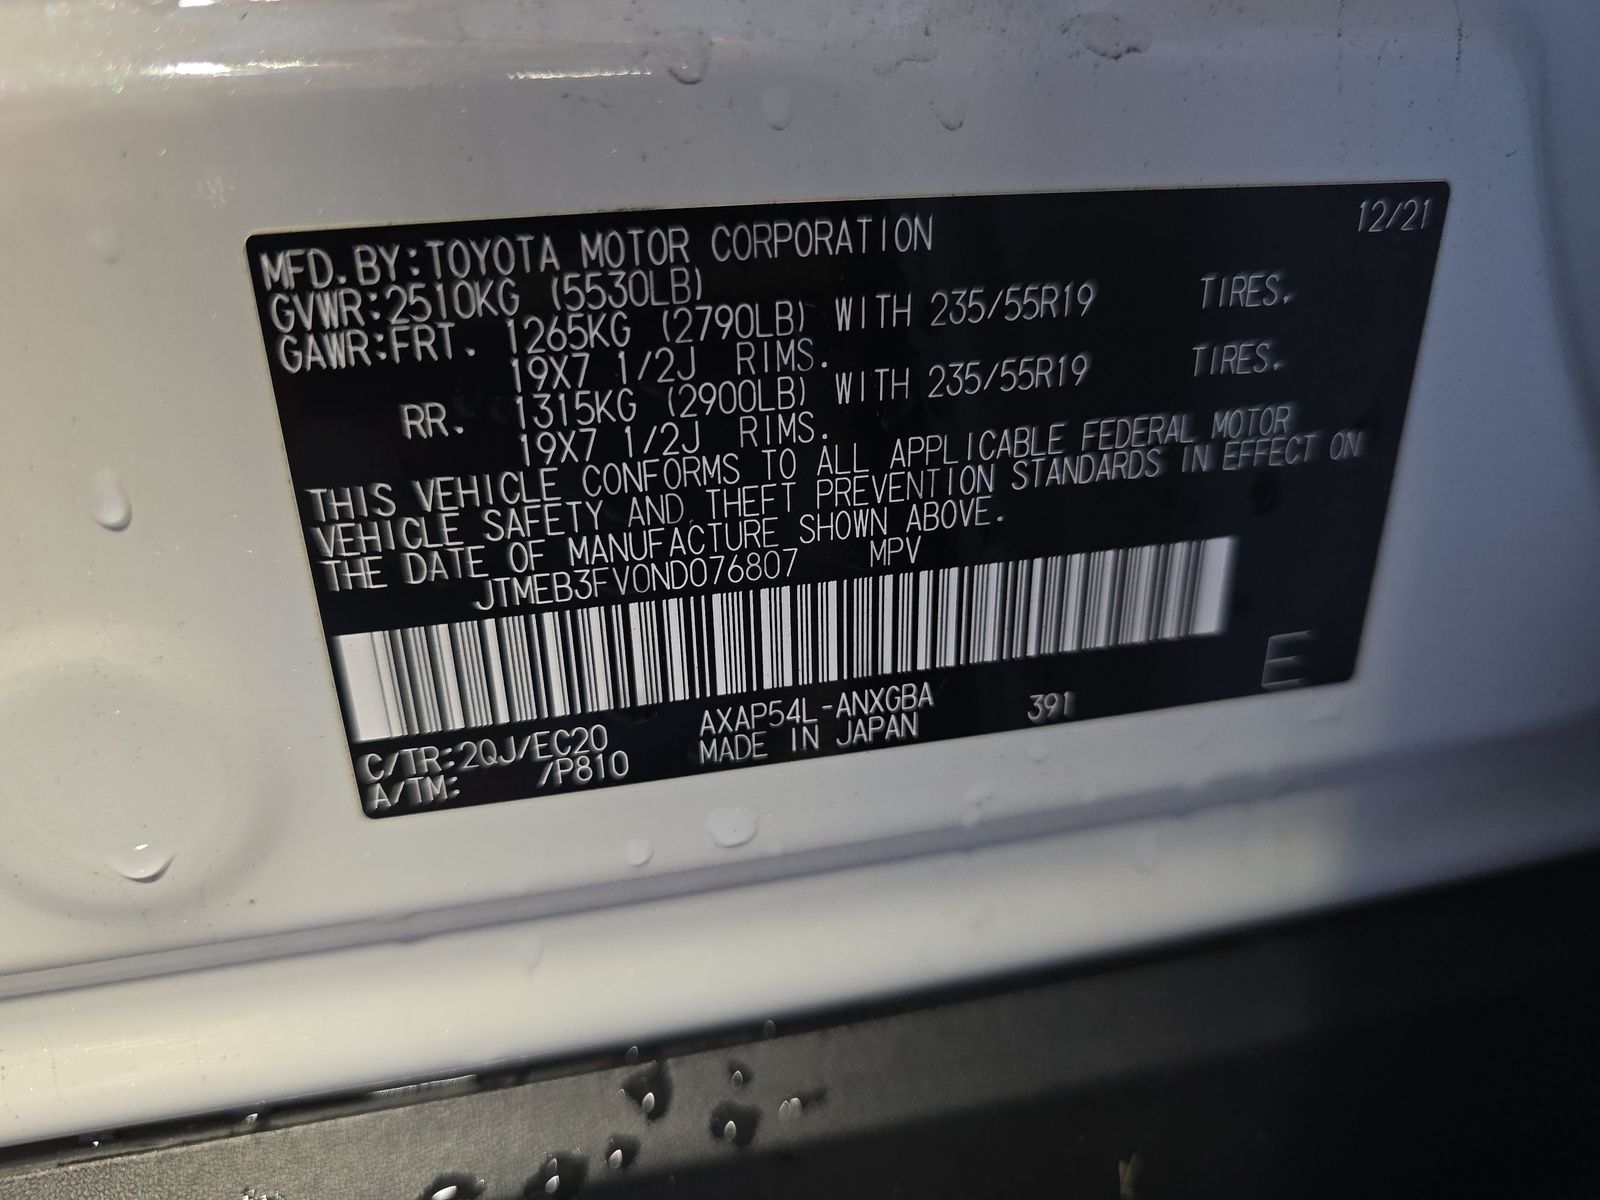 12/21
MFD. BY: TOYOTA MOTOR CORPORATION
GVWR: 2510KG (5530LB)
GAWR: FRT. 1265KG (2790LB) WITH 235/55R19 TIRES.
19X7 1/2J RIMS.
RR. 1315KG (2900LB) WITH 235/55R19 TIRES.
19X7 1/2J RIMS.
THIS VEHICLE CONFORMS TO ALL APPLICABLE FEDERAL MOTOR
VEHICLE SAFETY AND THEFT PREVENTION STANDARDS IN EFFECT ON
THE DATE OF MANUFACTURE SHOWN ABOVE.
JTMEB3FV0ND076807 MPV
C/TR: 2QJ/EC20 AXAP54L-ANXGBA 391 E
A/TM: /P810 MADE IN JAPAN